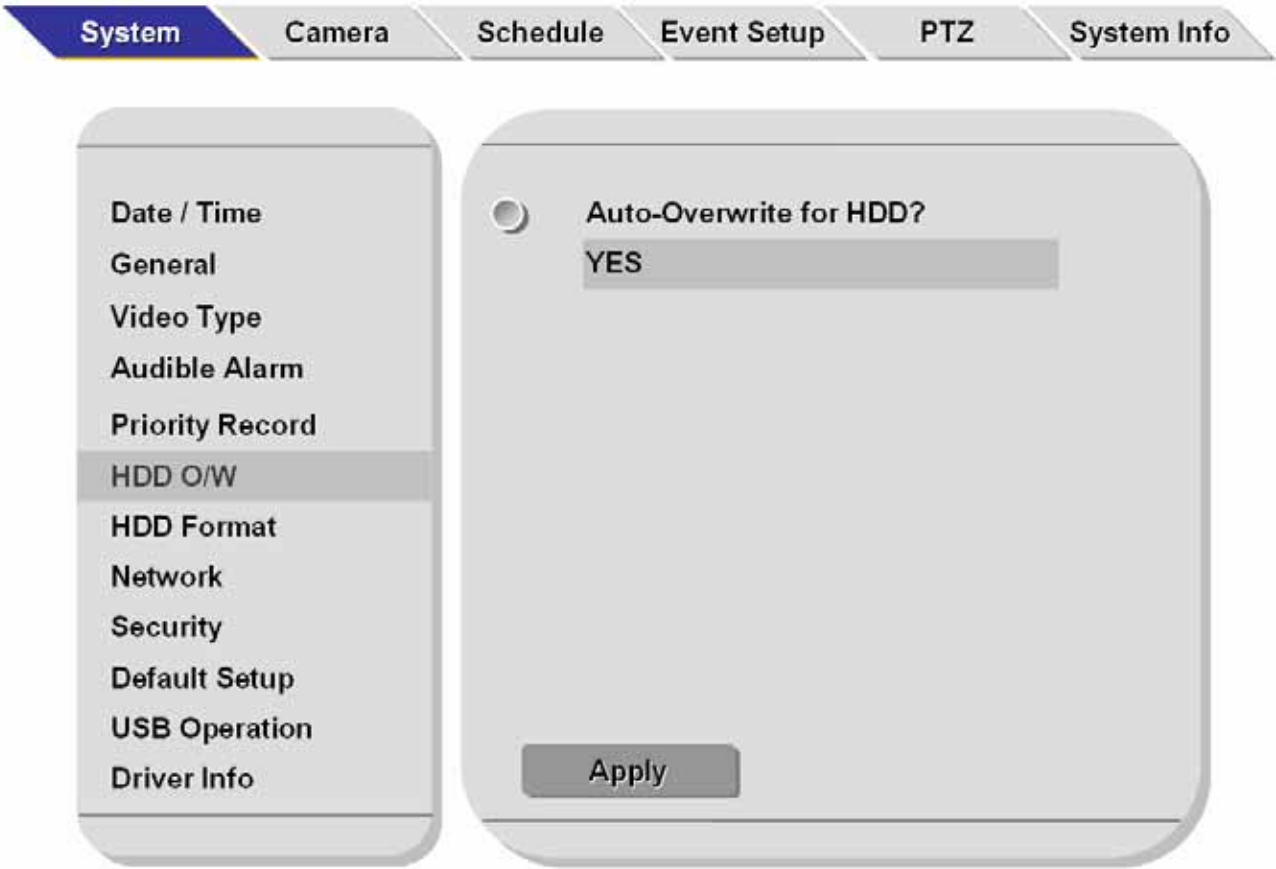 System Camera Schedule Event Setup PTZ System Info
Date / Time
General
Video Type
Audible Alarm
Priority Record
HDD O/W
HDD Format
Network
Security
Default Setup
USB Operation
Driver Info
Auto-Overwrite for HDD?
YES
Apply